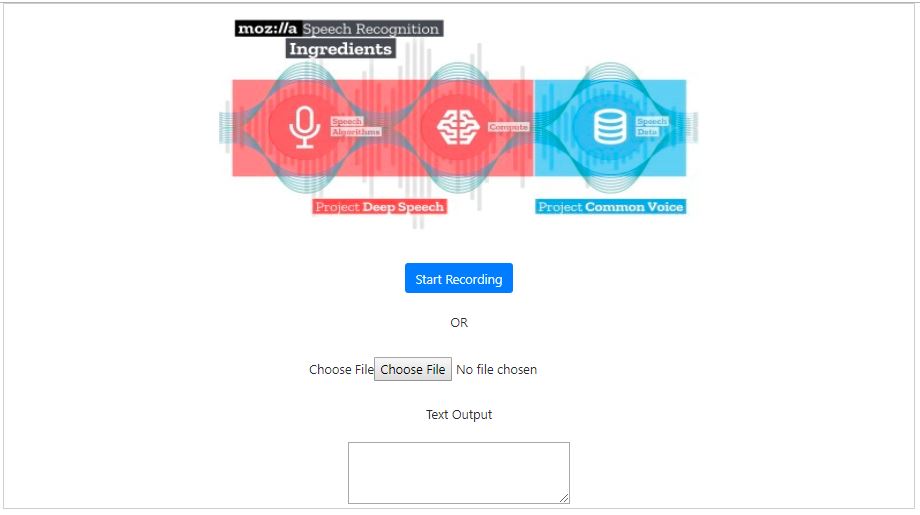 moz://a Speech Recognition
Ingredients
Speech
Algorithms
Compute
Speech
Data
Project Deep Speech
Project Common Voice
Start Recording
OR
Choose File Choose File No file chosen
Text Output